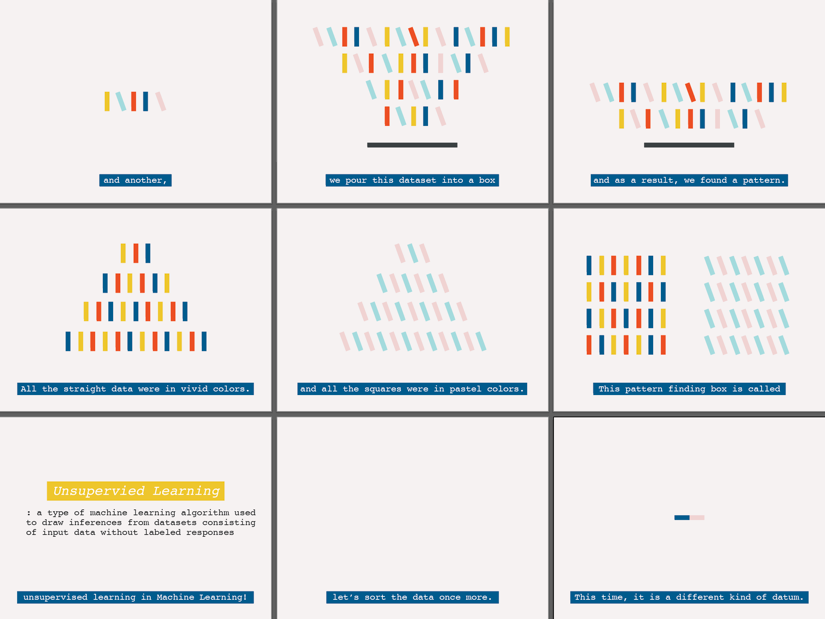 and another,
we pour this dataset into a box
and as a result, we found a pattern.
All the straight data were in vivid colors.
and all the squares were in pastel colors.
This pattern finding box is called
Unsupervied Learning
: a type of machine learning algorithm used
to draw inferences from datasets consisting
of input data without labeled responses
unsupervised learning in Machine Learning!
let's sort the data once more.
This time, it is a different kind of datum.